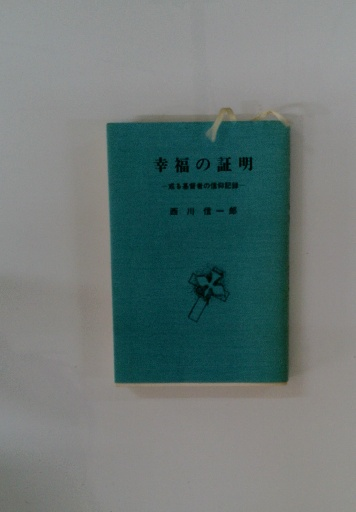 幸福の証明
―或る基督者の信仰記録―
西川信一郎